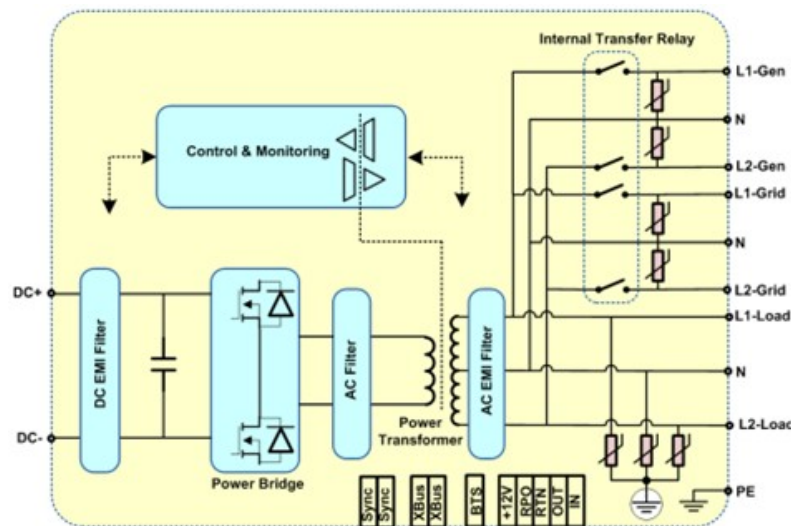 Internal Transfer Relay
L1-Gen
N
L2-Gen
L1-Grid
N
L2-Grid
L1-Load
N
L2-Load
PE
Control & Monitoring
DC+
DC-
DC EMI Filter
Power Bridge
AC Filter
Power
Transformer
AC EMI Filter
Sync
Sync
XBus
XBus
BTS
+12V
RPO
RTN
OUT
IN